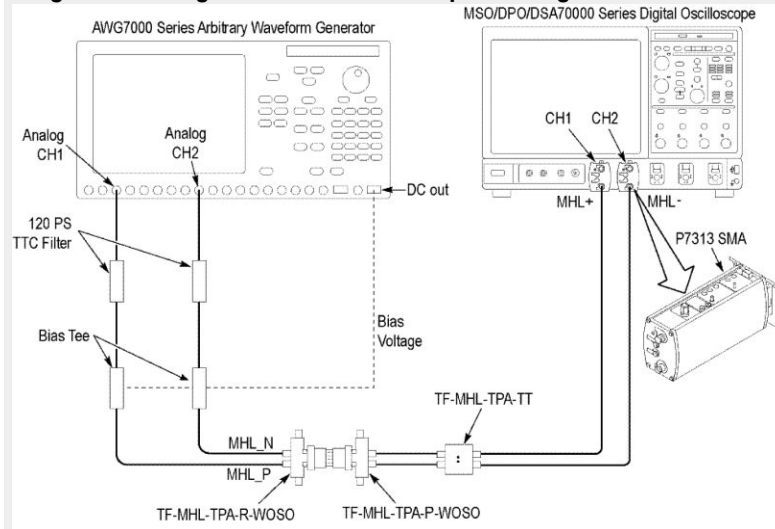 MSO/DPO/DSA70000 Series Digital Oscilloscope
AWG7000 Series Arbitrary Waveform Generator
Analog
CH1
Analog
CH2
DC out
CH1
CH2
MHL+
MHL-
P7313 SMA
120 PS
TTC Filter
Bias Tee
Bias
Voltage
TF-MHL-TPA-TT
MHL_N
MHL_P
TF-MHL-TPA-R-WOSO
TF-MHL-TPA-P-WOSO